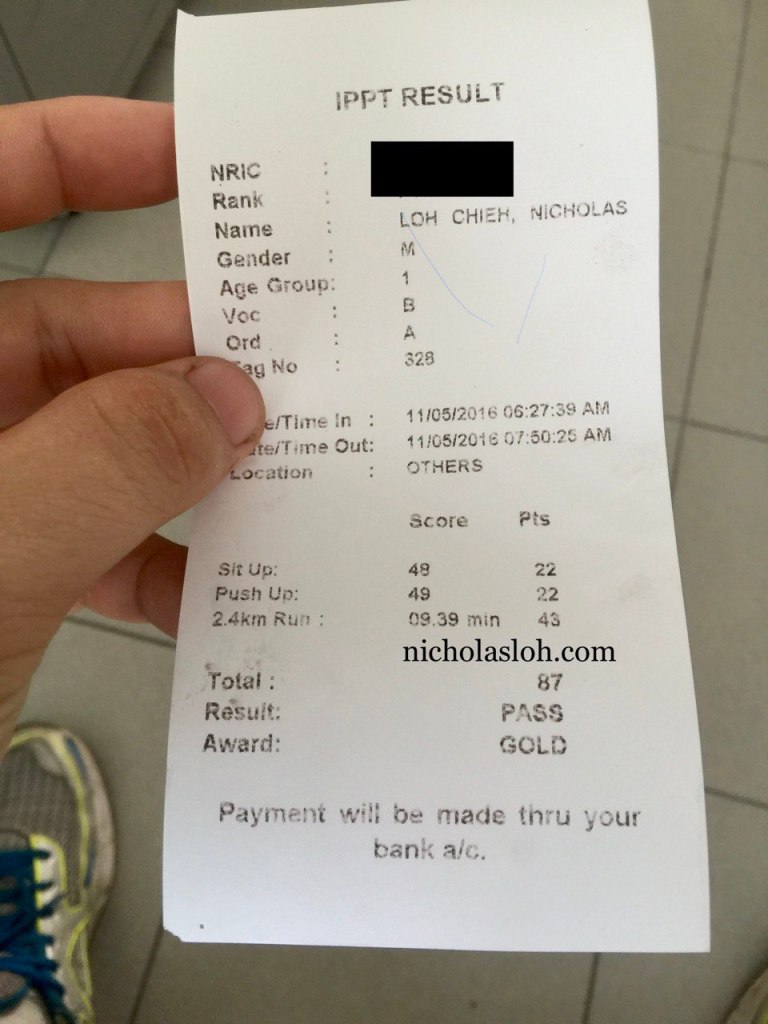 IPPT RESULT
NRIC :
Rank :
Name : LOH CHIEH, NICHOLAS
Gender : M
Age Group: 1
Voc : B
Ord : A
ag No : 328
e/Time In : 11/05/2016 06:27:39 AM
ate/Time Out: 11/05/2016 07:50:25 AM
Location : OTHERS
Score Pts
Sit Up: 48 22
Push Up: 49 22
2.4km Run : 09.39 min 43
nicholasloh.com
Total : 87
Result: PASS
Award: GOLD
Payment will be made thru your
bank a/c.